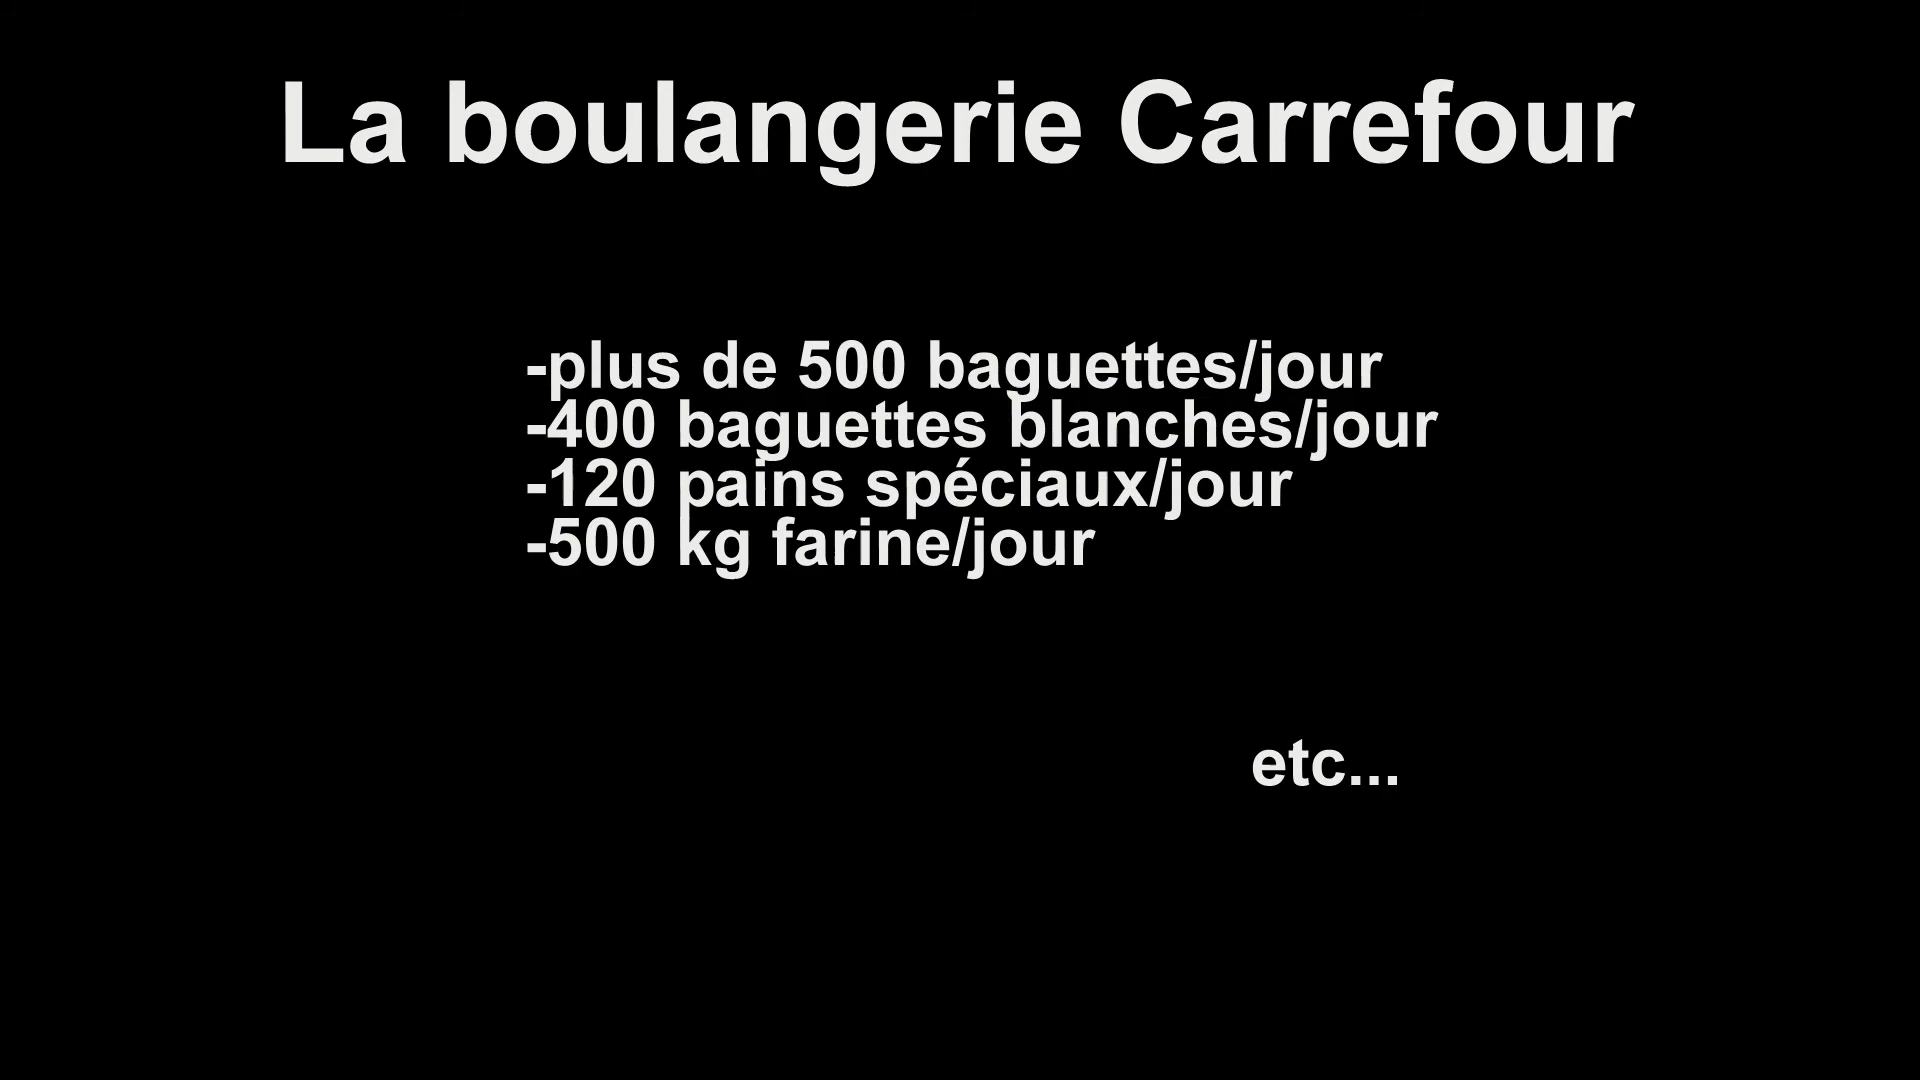 La boulangerie Carrefour
-plus de 500 baguettes/jour
-400 baguettes blanches/jour
-120 pains spéciaux/jour
-500 kg farine/jour
etc...